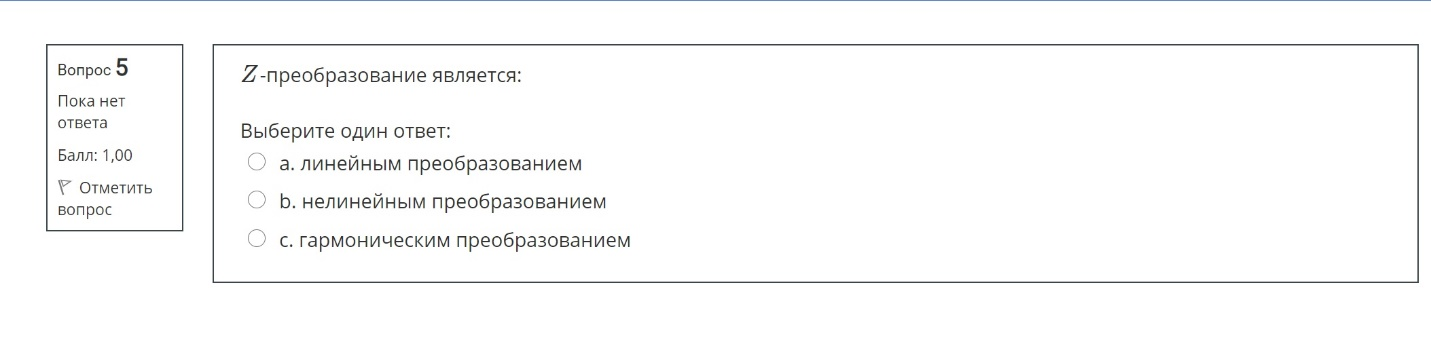 Вопрос 5
Пока нет
ответа
Балл: 1,00
Отметить
вопрос
Z-преобразование является:
Выберите один ответ:
a. линейным преобразованием
b. нелинейным преобразованием
c. гармоническим преобразованием